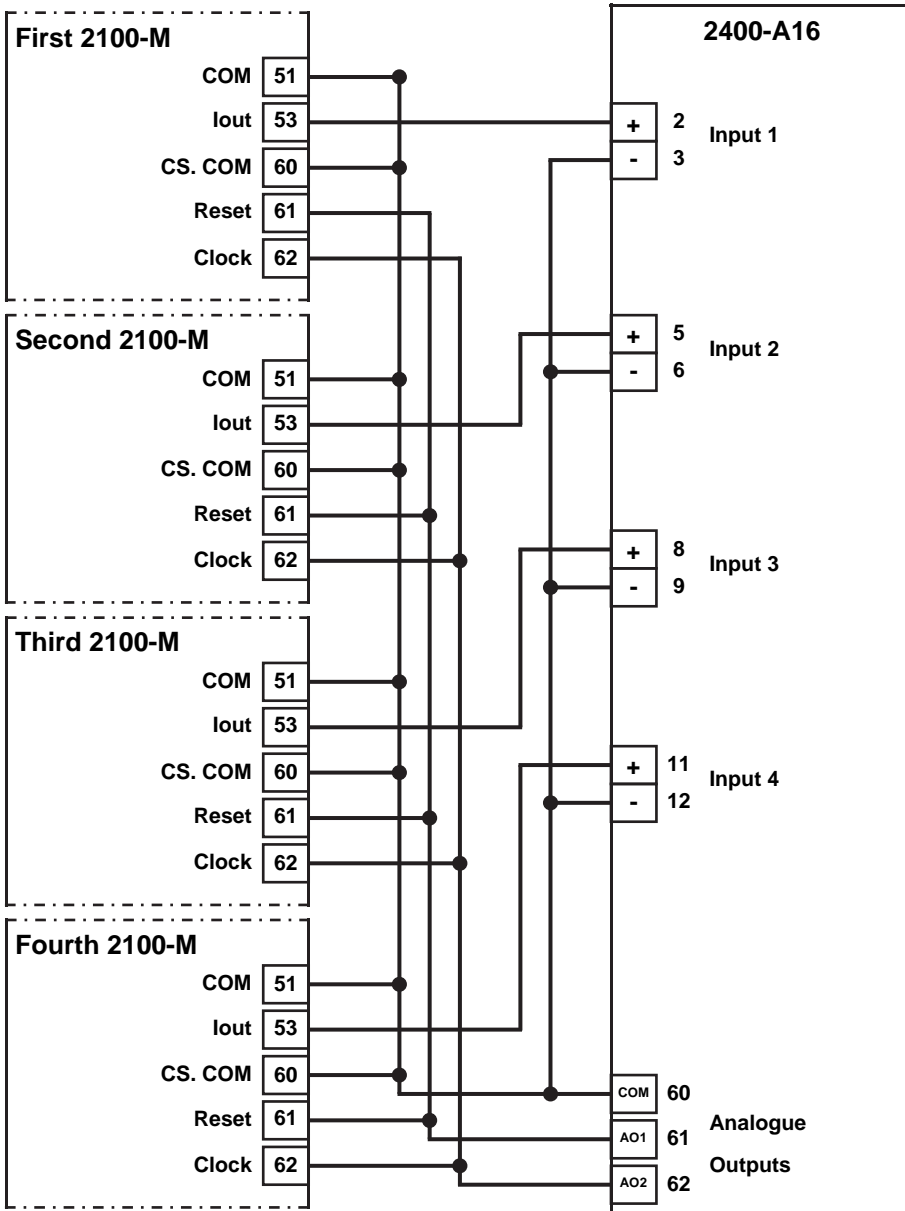 First 2100-M
COM 51
Iout 53
CS. COM 60
Reset 61
Clock 62
Second 2100-M
COM 51
Iout 53
CS. COM 60
Reset 61
Clock 62
Third 2100-M
COM 51
Iout 53
CS. COM 60
Reset 61
Clock 62
Fourth 2100-M
COM 51
Iout 53
CS. COM 60
Reset 61
Clock 62
2400-A16
+ 2
Input 1
- 3
+ 5
Input 2
- 6
+ 8
Input 3
- 9
+ 11
Input 4
- 12
COM 60
AO1 61
AO2 62
Analogue
Outputs